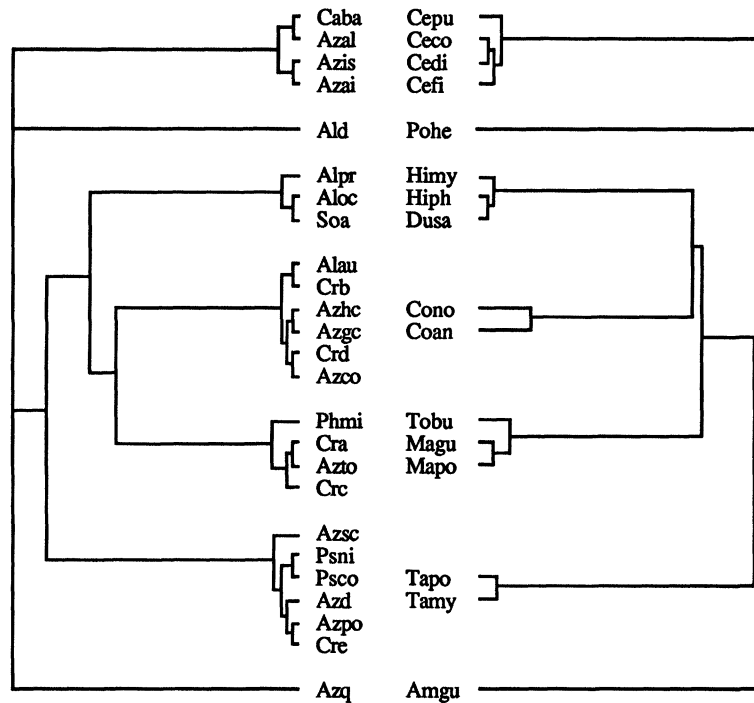 Caba Cepu
Azal Ceco
Azis Cedi
Azai Cefi
Ald Pohe
Alpr Himy
Aloc Hiph
Soa Dusa
Alau
Crb
Azhc Cono
Azgc Coan
Crd
Azco
Phmi Tobu
Cra Magu
Azto Mapo
Crc
Azsc
Psni
Psco Tapo
Azd Tamy
Azpo
Cre
Azq Amgu